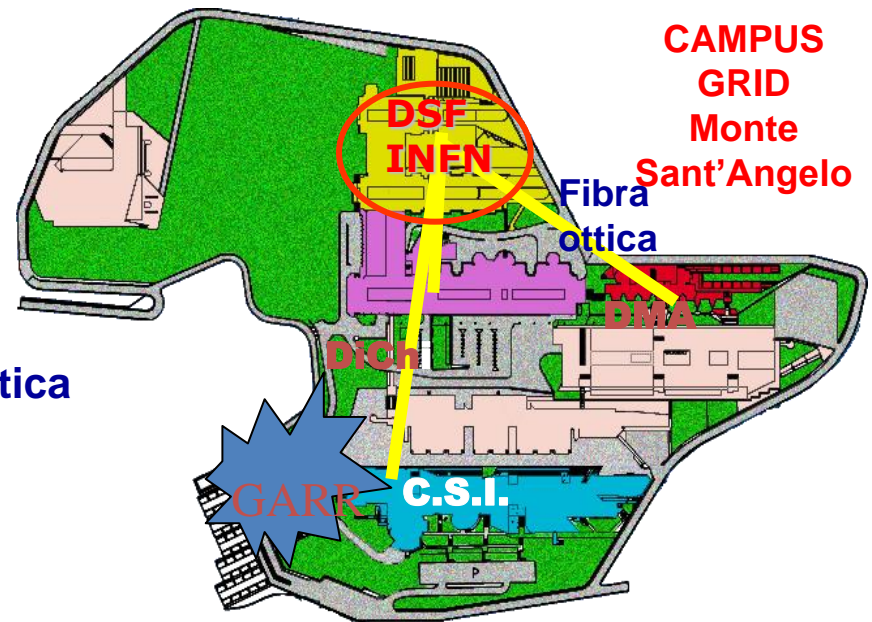 CAMPUS
GRID
Monte
Sant’Angelo
DSF
INFN
Fibra
ottica
DMA
DiCh
tica
GARR
C.S.I.
P